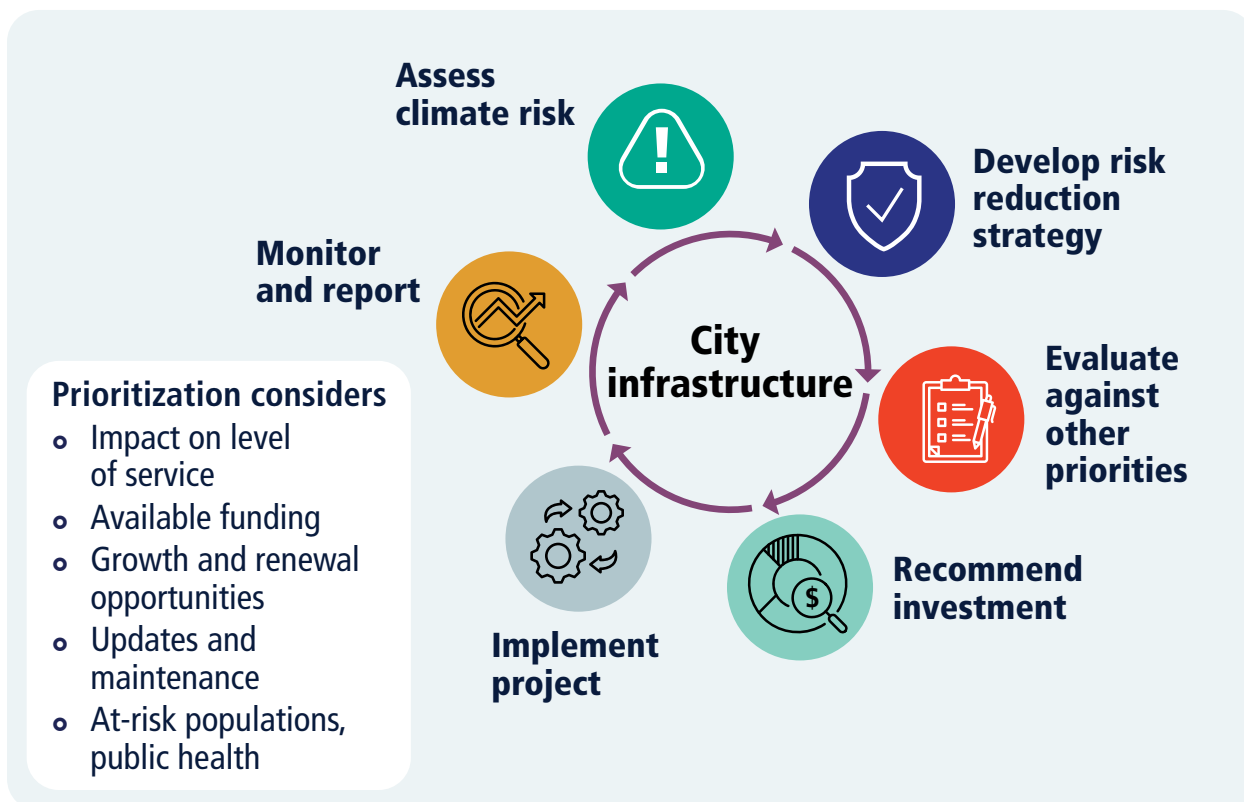 Assess
climate risk
Develop risk
reduction
strategy
Evaluate
against
other
priorities
Recommend
investment
Implement
project
Monitor
and report
City
infrastructure
$
!
Prioritization considers
Impact on level
of service
Available funding
Growth and renewal
opportunities
Updates and
maintenance
At-risk populations,
public health